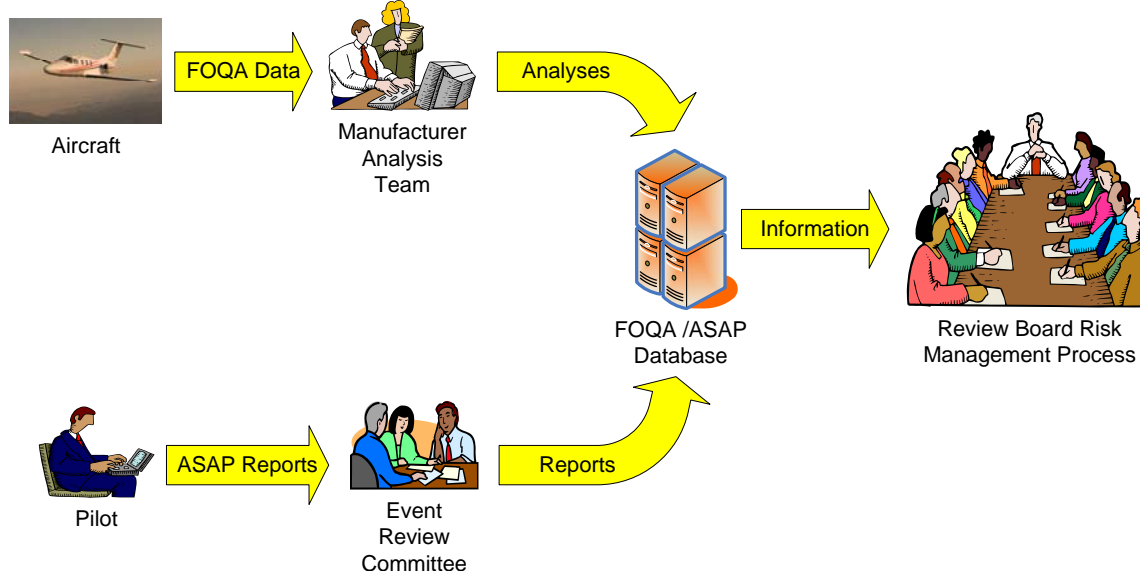 FOQA Data
Analyses
Aircraft
Manufacturer
Analysis
Team
Information
FOQA /ASAP
Database
Review Board Risk
Management Process
ASAP Reports
Reports
Pilot
Event
Review
Committee